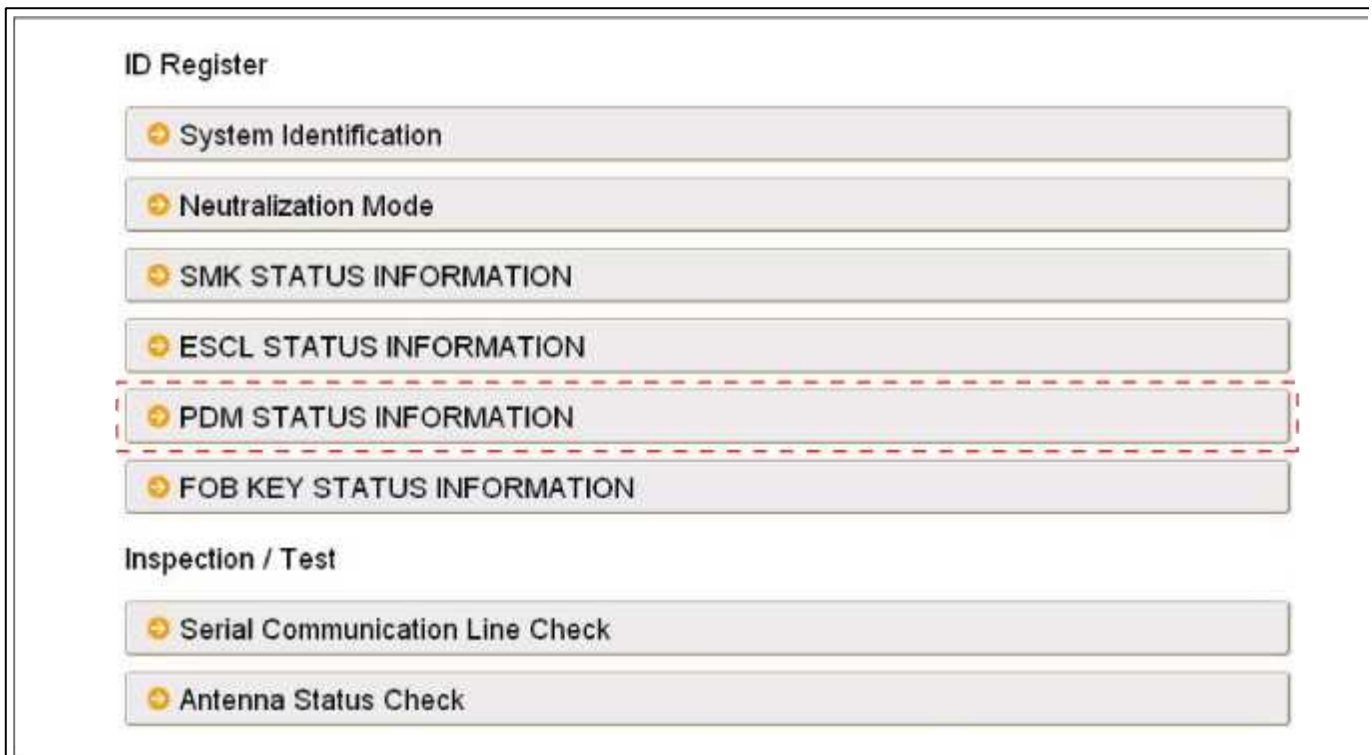 ID Register
System Identification
Neutralization Mode
SMK STATUS INFORMATION
ESCL STATUS INFORMATION
PDM STATUS INFORMATION
FOB KEY STATUS INFORMATION
Inspection / Test
Serial Communication Line Check
Antenna Status Check